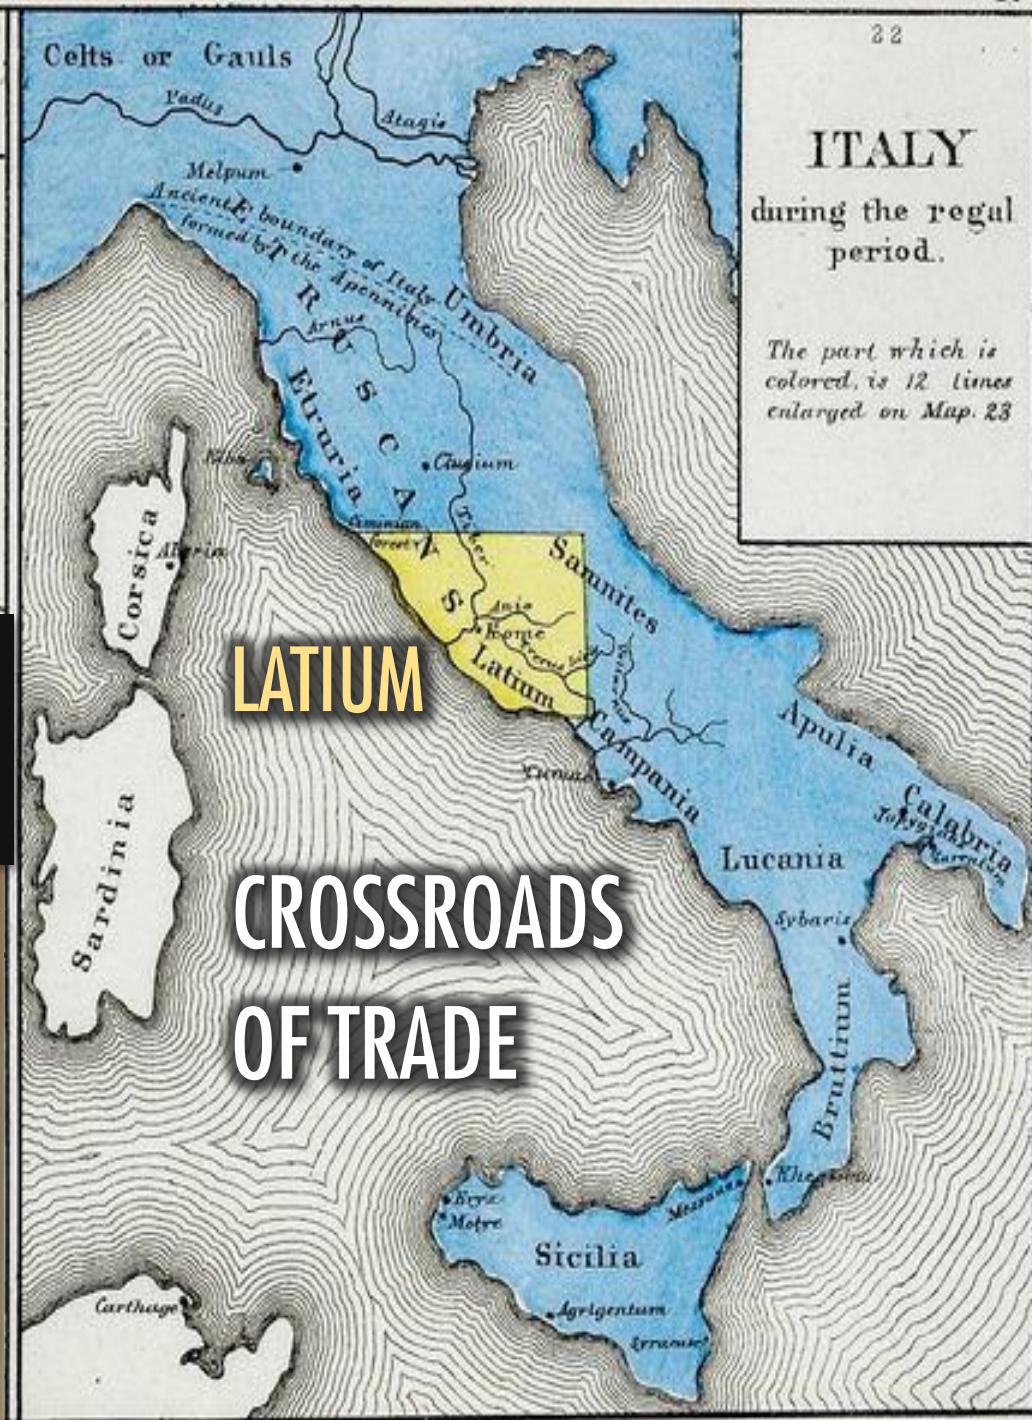 22
ITALY
during the regal
period.
The part which is
colored, is 12 times
enlarged on Map. 23
Celts or Gauls
Padus
Atagis
Melpum
Ancient boundary of Italy
formed by the Apennines
Umbria
ETRUSCANS
Arnus
Etruria
Clusium
Elba
Ciminian
forest
Tiber
Samnites
Corsica
Aleria
Anio
Rome
Latium
LATIUM
Campania
Apulia
Cumae
Calabria
Tarentum
Sardinia
Lucania
CROSSROADS
OF TRADE
Sybaris
Bruttium
Rhegium
Eryx
Motye
Messana
Sicilia
Carthage
Agrigentum
Syracuse